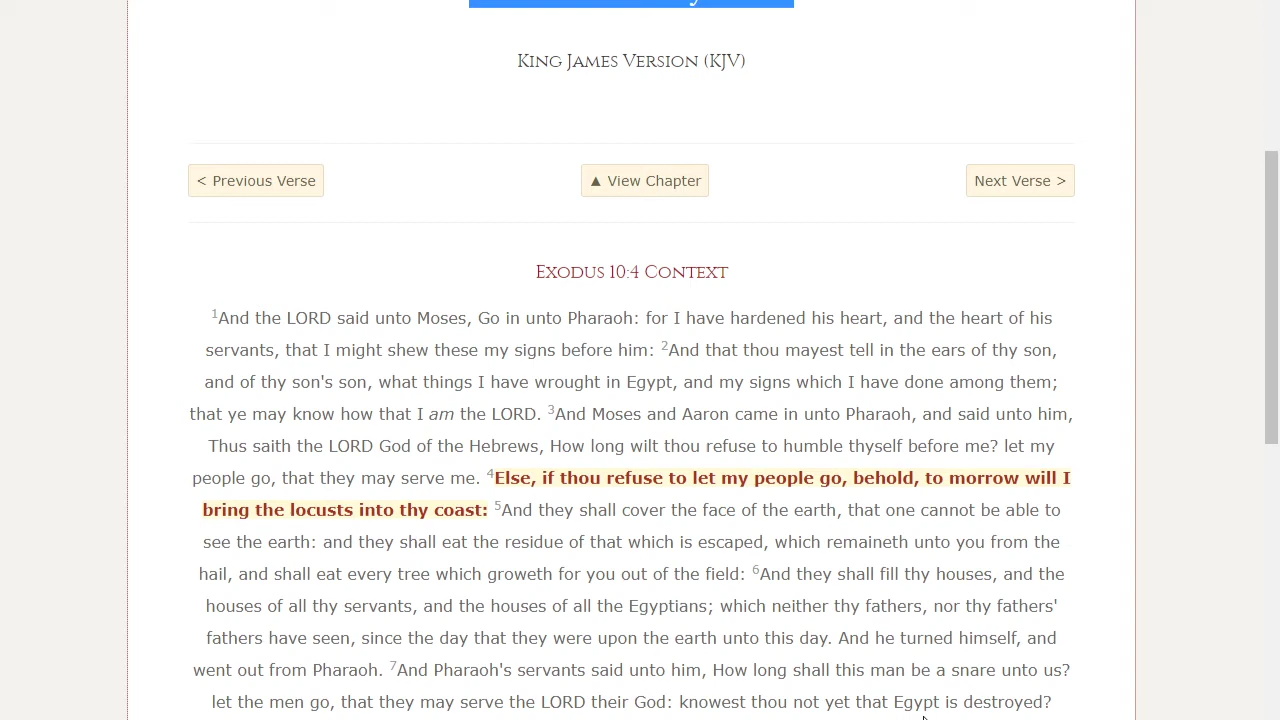 King James Version (KJV)
< Previous Verse
▲ View Chapter
Next Verse >
Exodus 10:4 Context
1And the LORD said unto Moses, Go in unto Pharaoh: for I have hardened his heart, and the heart of his
servants, that I might shew these my signs before him: 2And that thou mayest tell in the ears of thy son,
and of thy son's son, what things I have wrought in Egypt, and my signs which I have done among them;
that ye may know how that I am the LORD. 3And Moses and Aaron came in unto Pharaoh, and said unto him,
Thus saith the LORD God of the Hebrews, How long wilt thou refuse to humble thyself before me? let my
people go, that they may serve me. 4Else, if thou refuse to let my people go, behold, to morrow will I
bring the locusts into thy coast: 5And they shall cover the face of the earth, that one cannot be able to
see the earth: and they shall eat the residue of that which is escaped, which remaineth unto you from the
hail, and shall eat every tree which groweth for you out of the field: 6And they shall fill thy houses, and the
houses of all thy servants, and the houses of all the Egyptians; which neither thy fathers, nor thy fathers'
fathers have seen, since the day that they were upon the earth unto this day. And he turned himself, and
went out from Pharaoh. 7And Pharaoh's servants said unto him, How long shall this man be a snare unto us?
let the men go, that they may serve the LORD their God: knowest thou not yet that Egypt is destroyed?